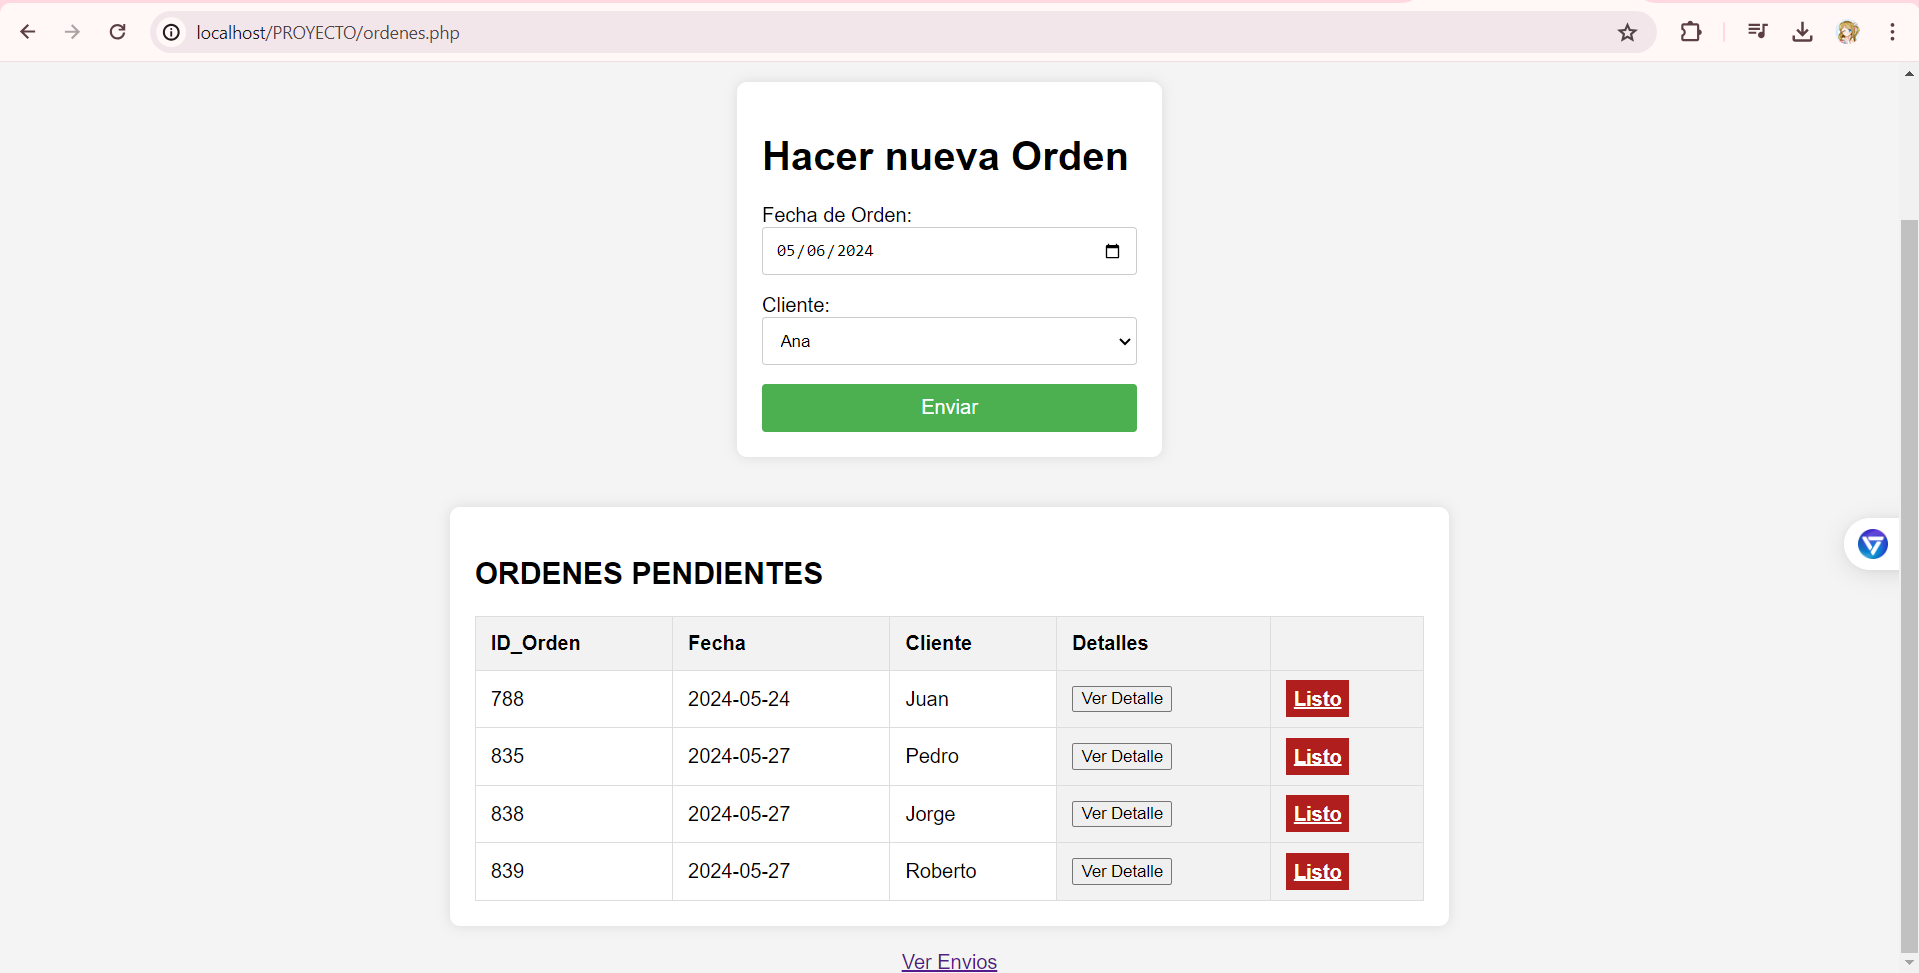 localhost/PROYECTO/ordenes.php
Hacer nueva Orden
Fecha de Orden:
05/06/2024
Cliente:
Ana
Enviar
ORDENES PENDIENTES
ID_Orden Fecha Cliente Detalles
788 2024-05-24 Juan Ver Detalle Listo
835 2024-05-27 Pedro Ver Detalle Listo
838 2024-05-27 Jorge Ver Detalle Listo
839 2024-05-27 Roberto Ver Detalle Listo
Ver Envios